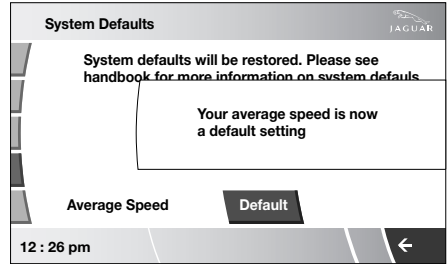 System Defaults
JAGUAR
System defaults will be restored. Please see
handbook for more information on system defauls
Your average speed is now
a default setting
Average Speed
Default
12 : 26 pm